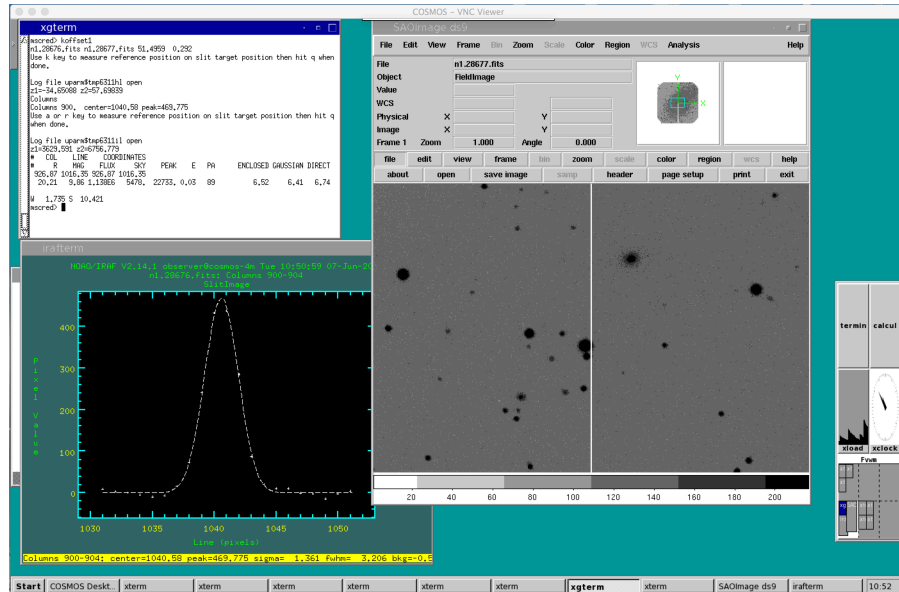 COSMOS - VNC Viewer
xgterm
mscred> koffset1
n1.28676.fits n1.28677.fits 51.4959 0.292
Use k key to measure reference position on slit target position then hit q when
done.
Log file uparm$tmp6311hl open
z1=-34.65088 z2=57.69839
Columns
Columns 900, center=1040.58 peak=469.775
Use a or r key to measure reference position on slit target position then hit q
when done.
Log file uparm$tmp6311il open
z1=3629.591 z2=6756.779
# COL LINE COORDINATES
# R MAG FLUX SKY PEAK E PA ENCLOSED GAUSSIAN DIRECT
926.87 1016.35 926.87 1016.35
20.21 9.86 1.138E6 5478. 22733. 0.03 89 6.52 6.41 6.74
W 1.735 S 10.421
mscred>
irafterm
NOAO/IRAF V2.14.1 observer@cosmos-4m Tue 10:50:59 07-Jun-20
n1.28676.fits: Columns 900-904
SlitImage
400
300
200
100
0
Pixel Value
1030 1035 1040 1045 1050
Line (pixels)
Columns 900-904: center=1040.58 peak=469.775 sigma= 1.361 fwhm= 3.206 bkg=-0.5
SAOImage ds9
File Edit View Frame Bin Zoom Scale Color Region WCS Analysis Help
File n1.28677.fits
Object FieldImage
Value
WCS
Physical X Y
Image X Y
Frame 1 Zoom 1.000 Angle 0.000
Y
X
file edit view frame bin zoom scale color region wcs help
about open save image samp header page setup print exit
20 40 60 80 100 120 140 160 180 200
termin calcul
xload xclock
Fvwm
Start COSMOS Deskt... xterm xterm xterm xterm xterm xterm xgterm xterm SAOImage ds9 irafterm 10:52